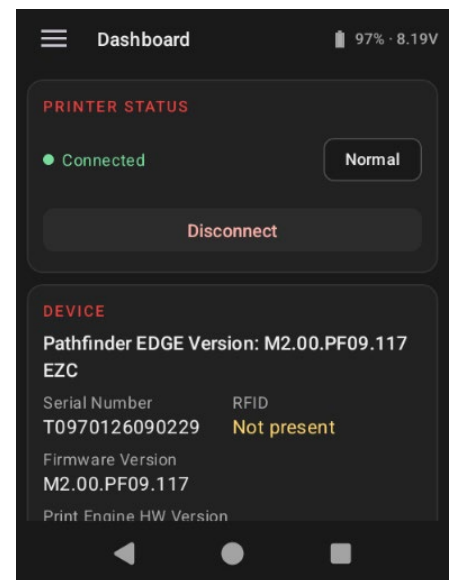 Dashboard
97% · 8.19V
PRINTER STATUS
Connected
Normal
Disconnect
DEVICE
Pathfinder EDGE Version: M2.00.PF09.117
EZC
Serial Number
RFID
T0970126090229
Not present
Firmware Version
M2.00.PF09.117
Print Engine HW Version